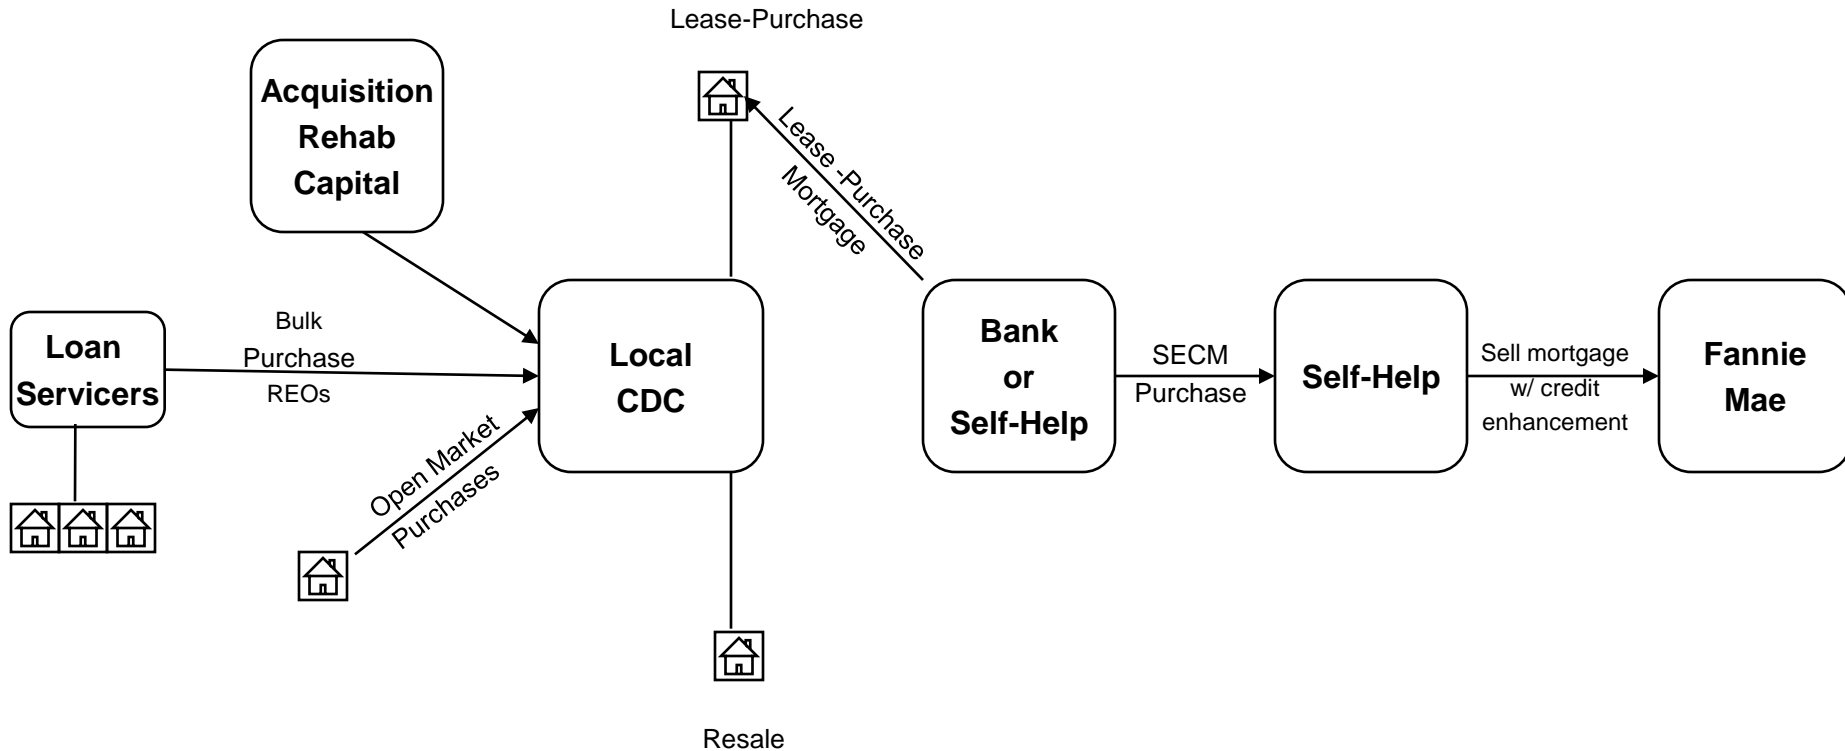 Lease-Purchase
Acquisition
Rehab
Capital
Lease -Purchase
Mortgage
Loan
Servicers
Bulk
Purchase
REOs
Open Market
Purchases
Local
CDC
Bank
or
Self-Help
SECM
Purchase
Self-Help
Sell mortgage
w/ credit
enhancement
Fannie
Mae
Resale